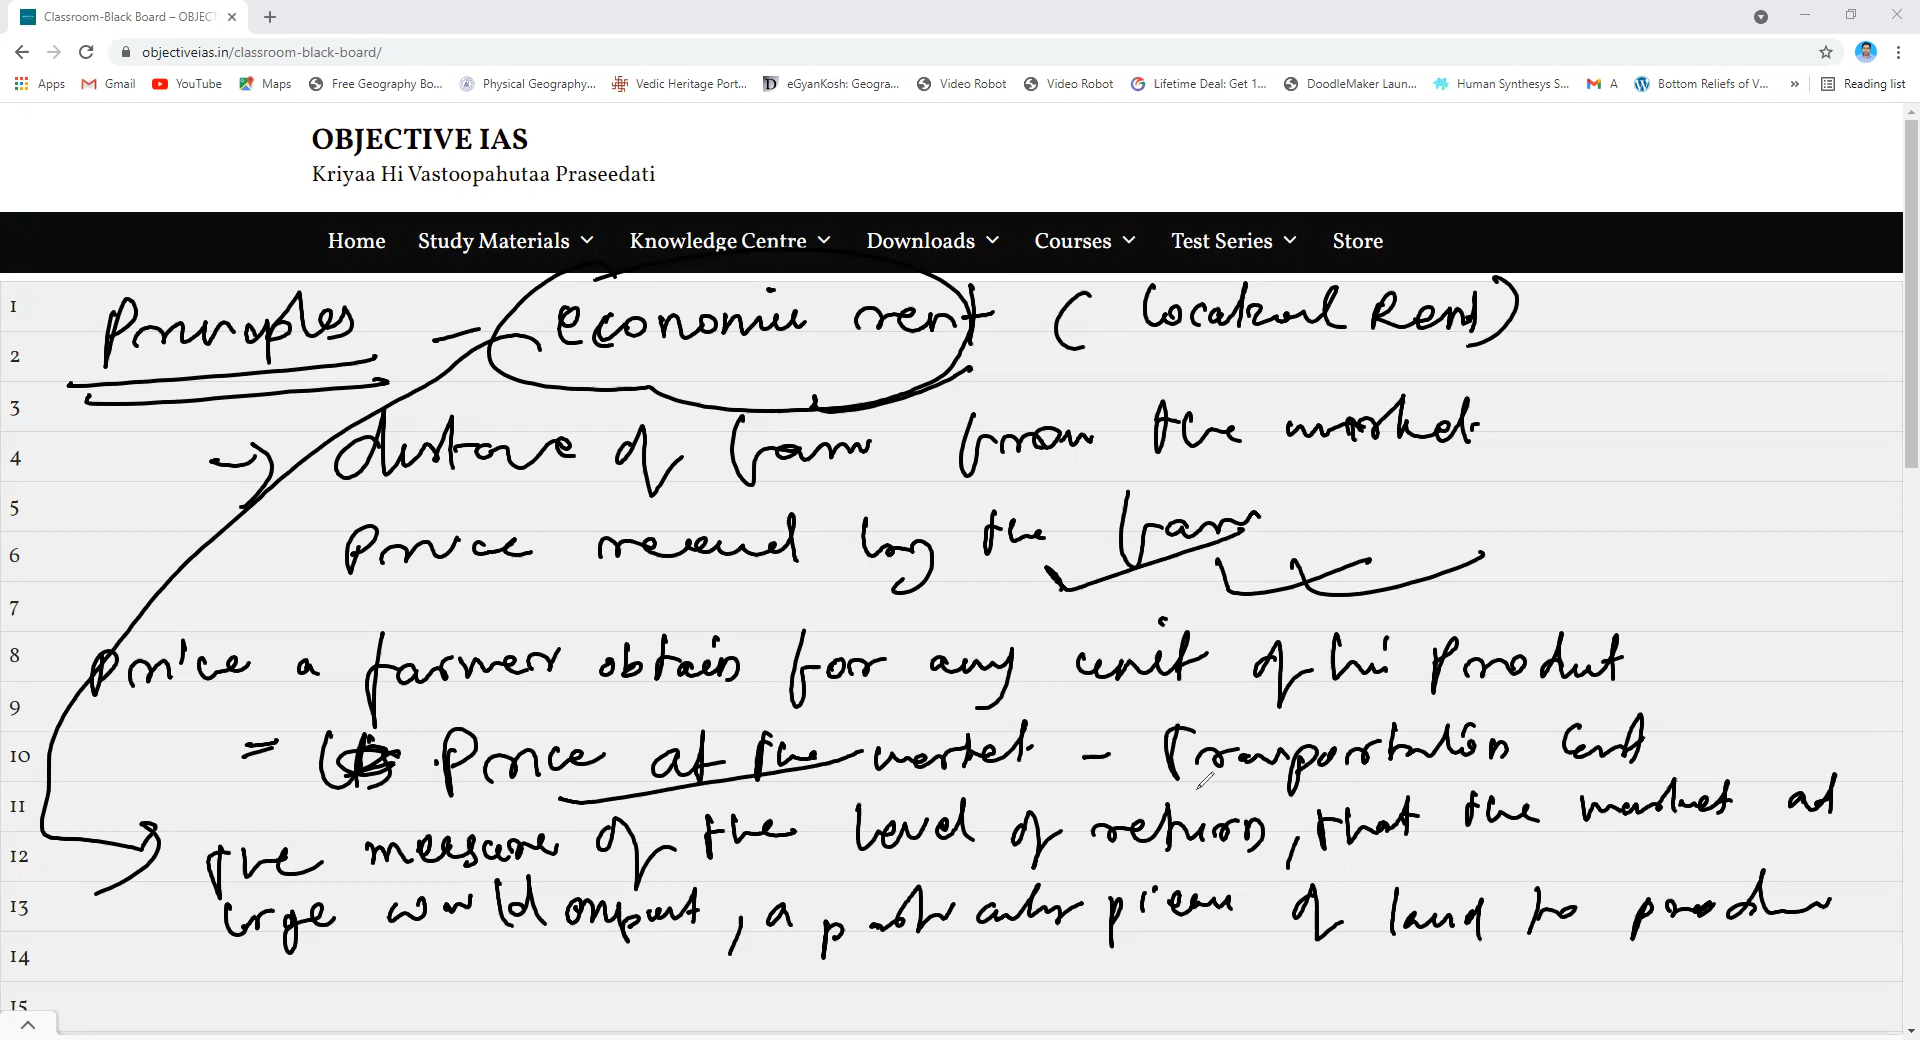 Classroom-Black Board – OBJECT
objectiveias.in/classroom-black-board/
Apps Gmail YouTube Maps Free Geography Bo... Physical Geography... Vedic Heritage Port... eGyanKosh: Geogra... Video Robot Video Robot Lifetime Deal: Get 1... DoodleMaker Laun... Human Synthesys S... A Bottom Reliefs of V... » Reading list
OBJECTIVE IAS
Kriyaa Hi Vastoopahutaa Praseedati
Home Study Materials Knowledge Centre Downloads Courses Test Series Store
1 Principles – economic rent (locational Rent)
2
3
4 → distance of farm from the market
5
6 Price received by the farm
7
8 Price a farmer obtain for any unit of his Product
9
10 = Price at the market – Transportation Cost
11
12 The measure of the level of return, that the market at
13 large would expect, a particular piece of land to produce
14
15